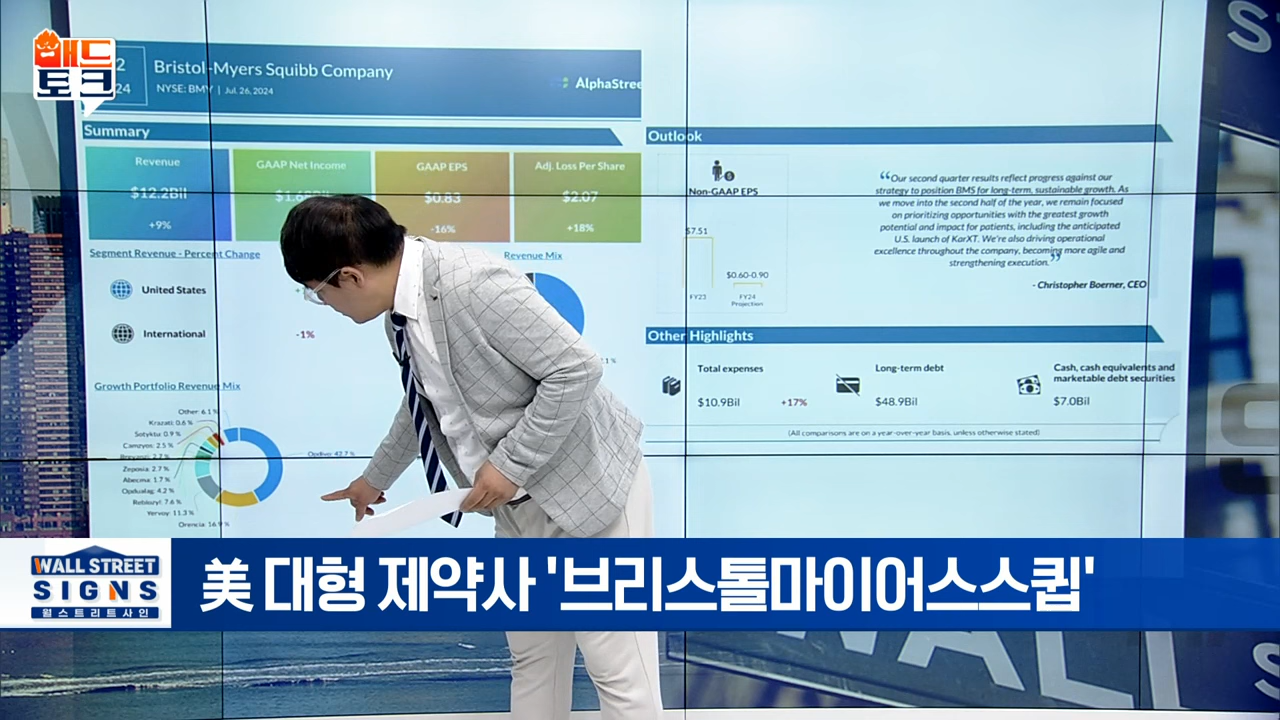 매드
토크
24
Bristol-Myers Squibb Company
NYSE: BMY | Jul. 26, 2024
AlphaStree
Summary
Revenue
$12.2Bil
+9%
GAAP Net Income
$1.68Bil
GAAP EPS
$0.83
-16%
Adj. Loss Per Share
$2.07
+18%
Segment Revenue - Percent Change
United States
International
-1%
Revenue Mix
Growth Portfolio Revenue Mix
Other: 6.1 %
Krazati: 0.6 %
Sotyktu: 0.9 %
Camzyos: 2.5 %
Breyanzi: 2.7 %
Zeposia: 2.7 %
Abecma: 1.7 %
Opdualag: 4.2 %
Reblozyl: 7.6 %
Yervoy: 11.3 %
Orencia: 16.9 %
Opdivo: 42.7 %
Outlook
Non-GAAP EPS
$7.51
$0.60-0.90
FY23
FY24
Projection
“Our second quarter results reflect progress against our
strategy to position BMS for long-term, sustainable growth. As
we move into the second half of the year, we remain focused
on prioritizing opportunities with the greatest growth
potential and impact for patients, including the anticipated
U.S. launch of KarXT. We're also driving operational
excellence throughout the company, becoming more agile and
strengthening execution.”
- Christopher Boerner, CEO
Other Highlights
Total expenses
$10.9Bil +17%
Long-term debt
$48.9Bil
Cash, cash equivalents and
marketable debt securities
$7.0Bil
(All comparisons are on a year-over-year basis, unless otherwise stated)
WALL STREET
SIGNS
월스트리트사인
美 대형 제약사 '브리스톨마이어스스큅'
WALL